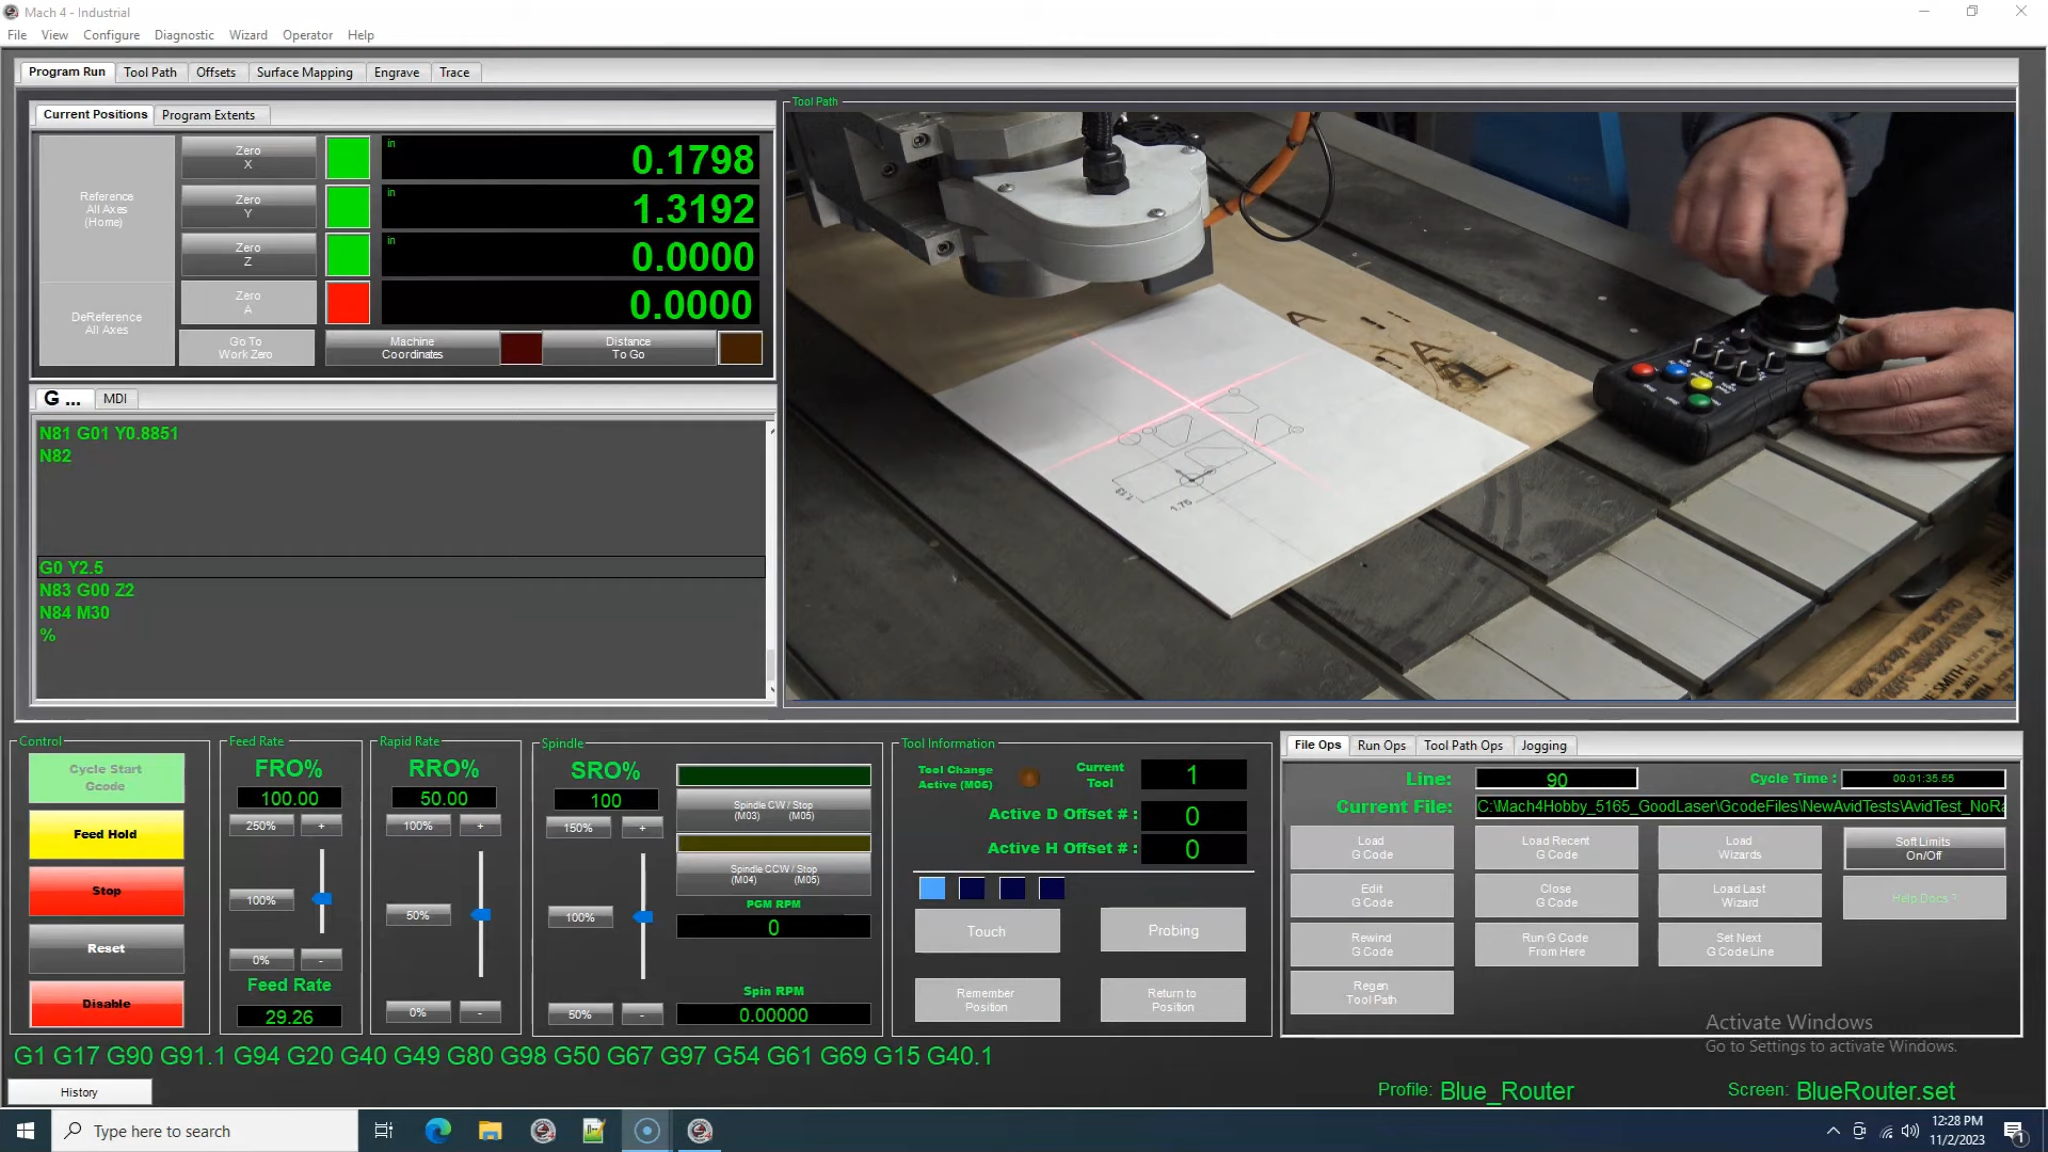 Mach 4 - Industrial
File View Configure Diagnostic Wizard Operator Help
Program Run Tool Path Offsets Surface Mapping Engrave Trace
Current Positions Program Extents
Reference
All Axes
(Home)
DeReference
All Axes
Zero
X
in
0.1798
Zero
Y
in
1.3192
Zero
Z
in
0.0000
Zero
A
0.0000
Go To
Work Zero
Machine
Coordinates
Distance
To Go
G ... MDI
N81 G01 Y0.8851
N82
G0 Y2.5
N83 G00 Z2
N84 M30
%
Tool Path
A
A
1.13
1.75
Control
Cycle Start
Gcode
Feed Hold
Stop
Reset
Disable
Feed Rate
FRO%
100.00
250% +
100%
0% -
Feed Rate
29.26
Rapid Rate
RRO%
50.00
100% +
50%
0% -
Spindle
SRO%
100
150% +
100%
50% -
Spindle CW / Stop
(M03) (M05)
Spindle CCW / Stop
(M04) (M05)
PGM RPM
0
Spin RPM
0.00000
Tool Information
Tool Change
Active (M06)
Current
Tool
1
Active D Offset # :
0
Active H Offset # :
0
Touch Probing
Remember
Position
Return to
Position
File Ops Run Ops Tool Path Ops Jogging
Line: 90 Cycle Time : 00:01:35.55
Current File: C:\Mach4Hobby_5165_GoodLaser\GcodeFiles\NewAvidTests\AvidTest_NoRa
Load
G Code
Load Recent
G Code
Load
Wizards
Soft Limits
On/Off
Edit
G Code
Close
G Code
Load Last
Wizard
Help Docs ?
Rewind
G Code
Run G Code
From Here
Set Next
G Code Line
Regen
Tool Path
Activate Windows
Go to Settings to activate Windows.
G1 G17 G90 G91.1 G94 G20 G40 G49 G80 G98 G50 G67 G97 G54 G61 G69 G15 G40.1
History
Profile: Blue_Router Screen: BlueRouter.set
Type here to search
12:28 PM
11/2/2023
1